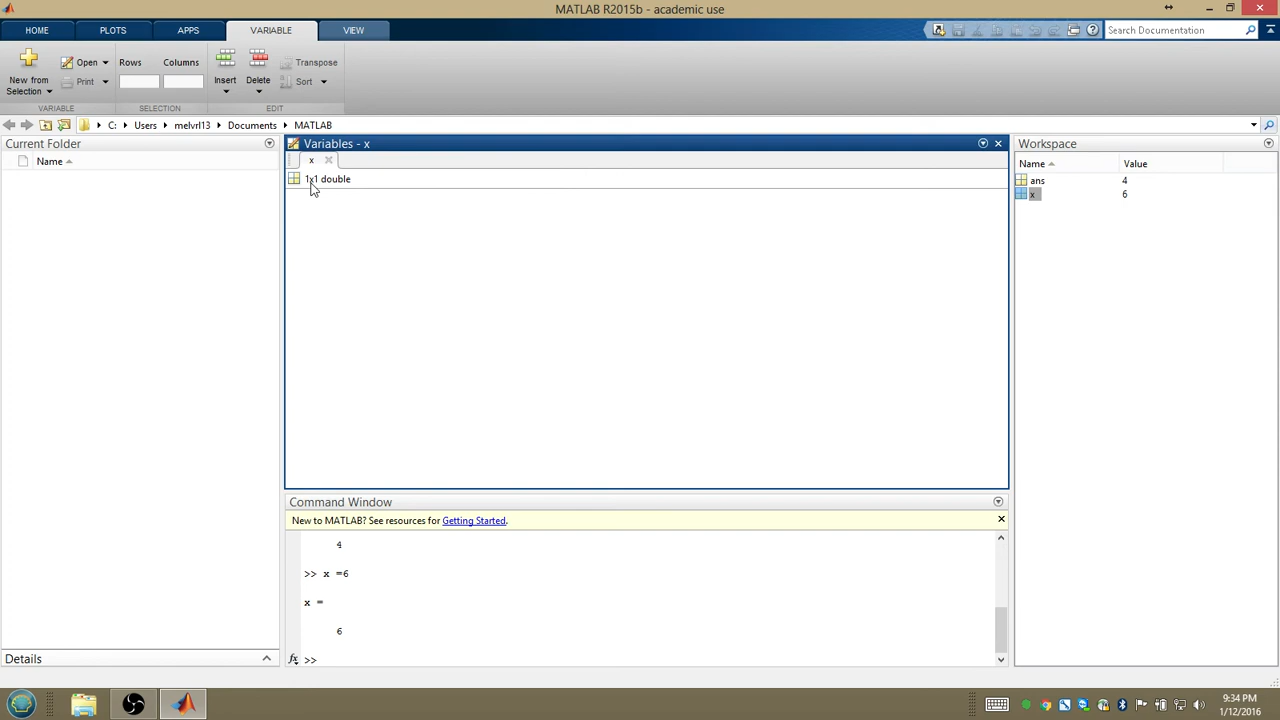 MATLAB R2015b - academic use
HOME PLOTS APPS VARIABLE VIEW
Search Documentation
New from
Selection
Open
Print
Rows Columns
Insert
Delete
Transpose
Sort
VARIABLE SELECTION EDIT
C: Users melvrl13 Documents MATLAB
Current Folder
Name
Variables - x
x
1x1 double
Workspace
Name Value
ans 4
x 6
Command Window
New to MATLAB? See resources for Getting Started.
4
>> x =6
x =
6
fx >>
Details
9:34 PM
1/12/2016